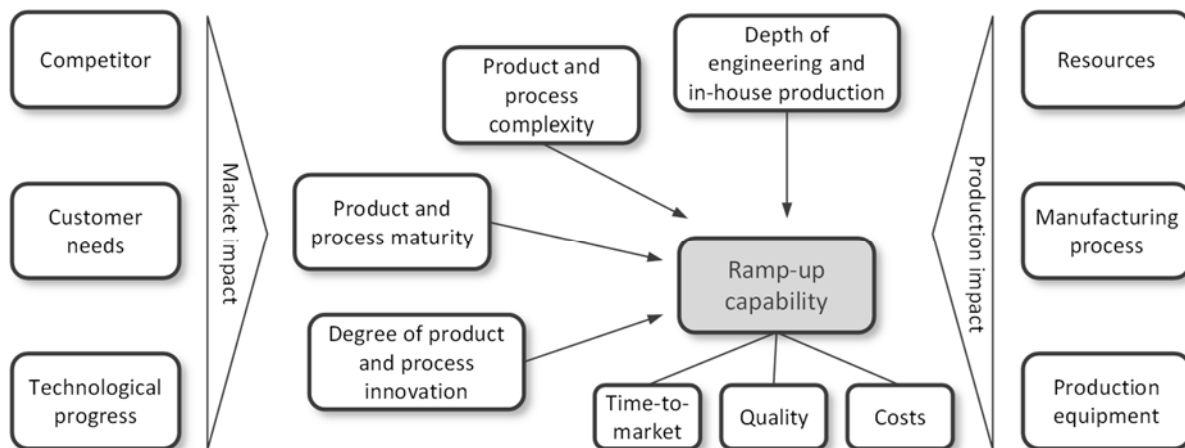 Competitor
Customer
needs
Technological
progress
Market impact
Product and
process
complexity
Depth of
engineering and
in-house production
Product and
process maturity
Degree of product
and process
innovation
Ramp-up
capability
Time-to-
market
Quality
Costs
Production impact
Resources
Manufacturing
process
Production
equipment